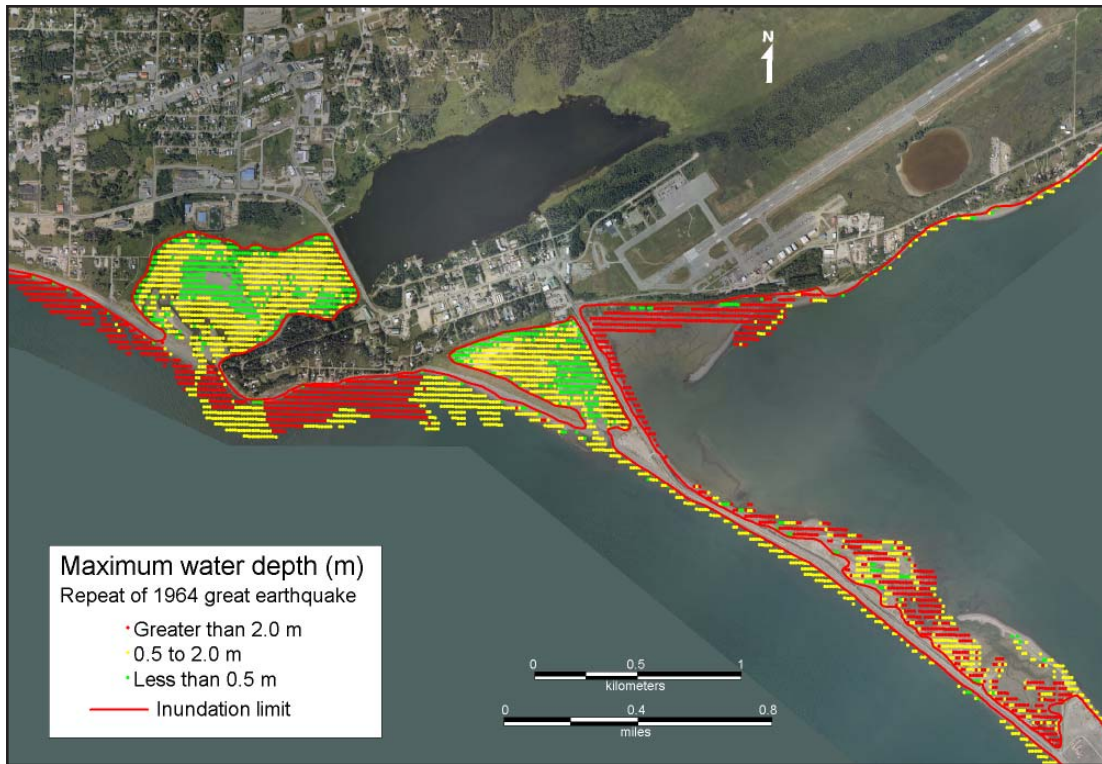 N
Maximum water depth (m)
Repeat of 1964 great earthquake
Greater than 2.0 m
0.5 to 2.0 m
Less than 0.5 m
Inundation limit
0 0.5 1
kilometers
0 0.4 0.8
miles